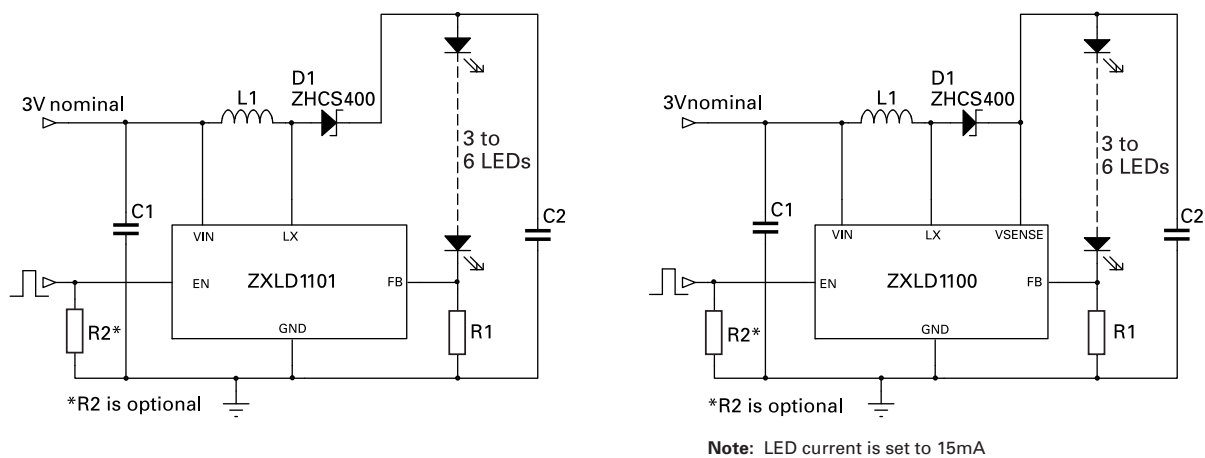 D1
ZHCS400
L1
3V nominal
3 to
6 LEDs
C1
C2
VIN
LX
EN
ZXLD1101
FB
R2*
GND
R1
*R2 is optional
D1
ZHCS400
L1
3Vnominal
3 to
6 LEDs
C1
C2
VIN
LX
VSENSE
EN
ZXLD1100
FB
R2*
GND
R1
*R2 is optional
Note: LED current is set to 15mA